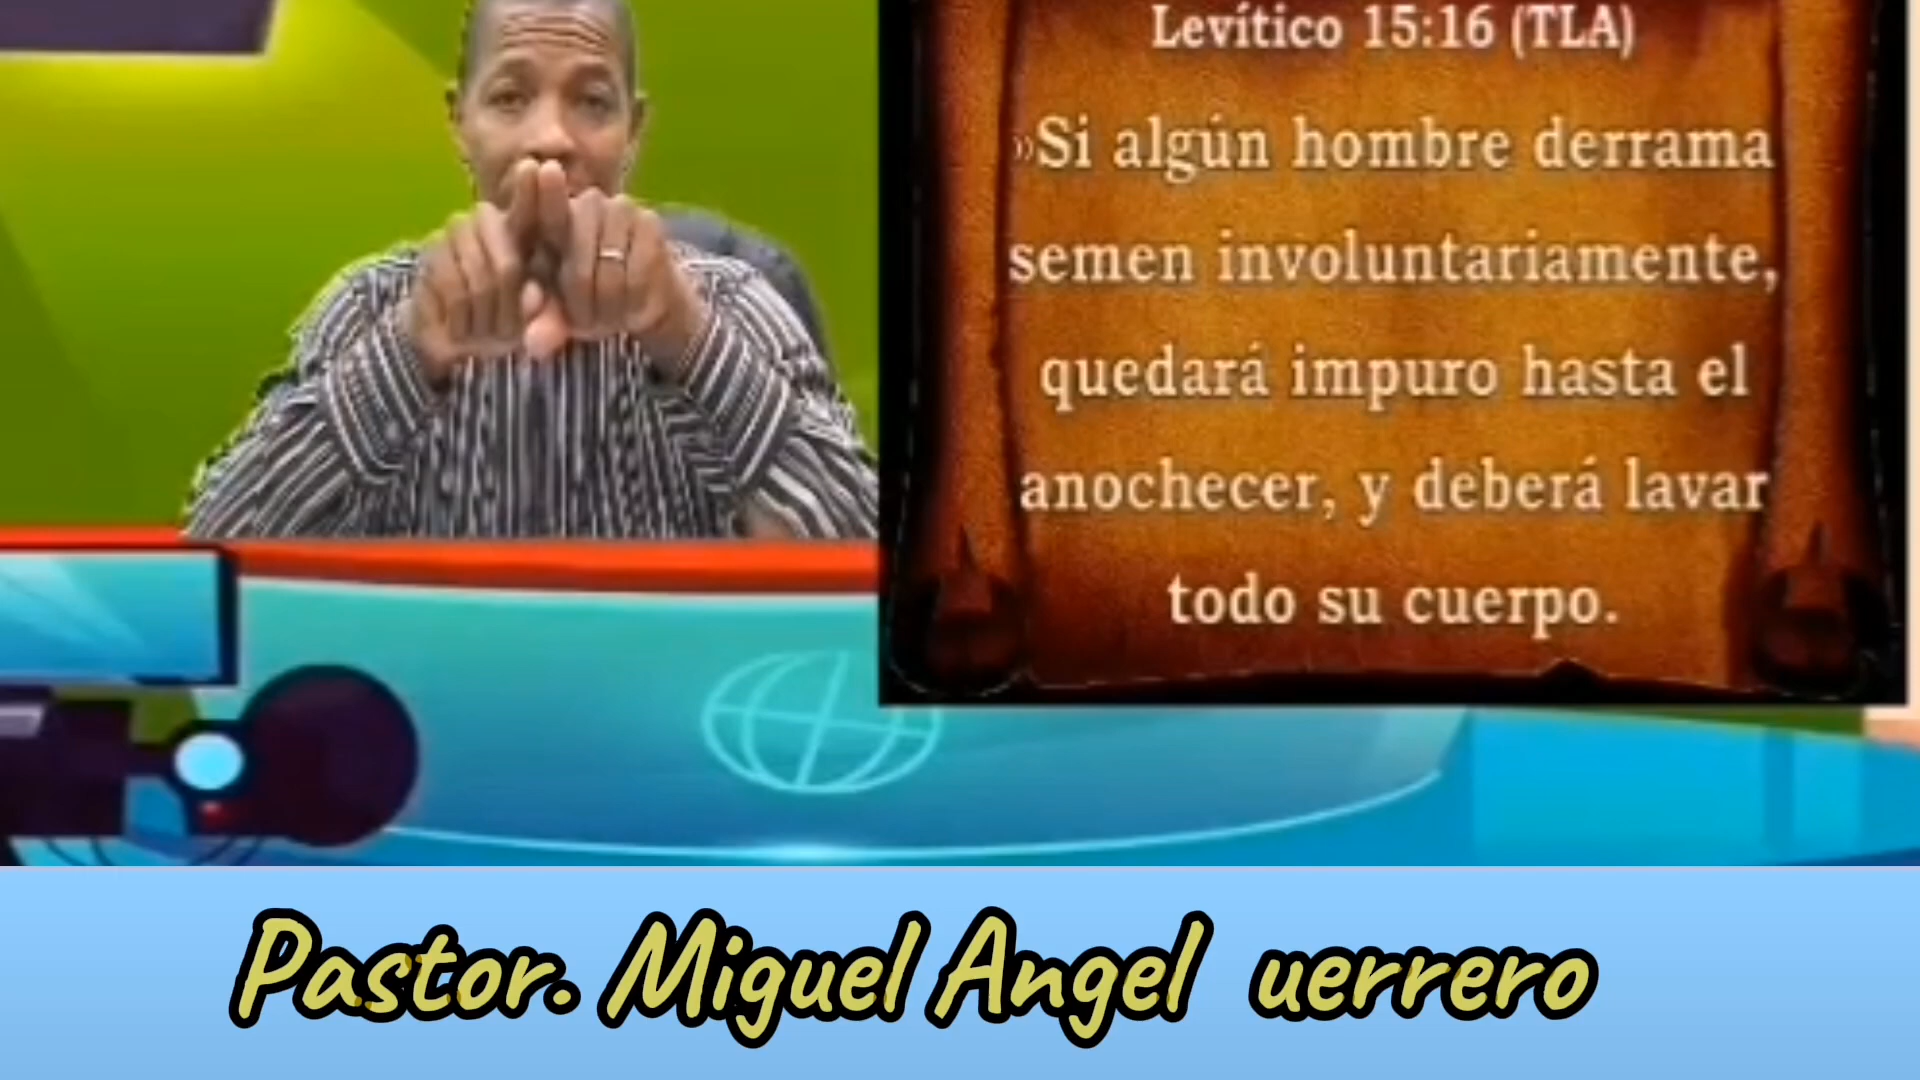 Levítico 15:16 (TLA)
»Si algún hombre derrama
semen involuntariamente,
quedará impuro hasta el
anochecer, y deberá lavar
todo su cuerpo.
Pastor. Miguel Angel uerrero